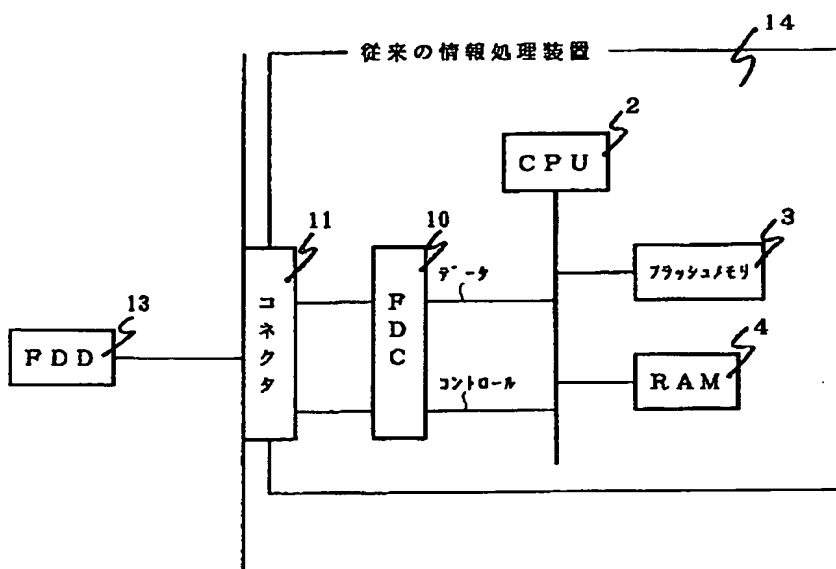 14
従来の情報処理装置
2
CPU
11
10
3
コネクタ
FDC
データ
フラッシュメモリ
13
FDD
4
コントロール
RAM